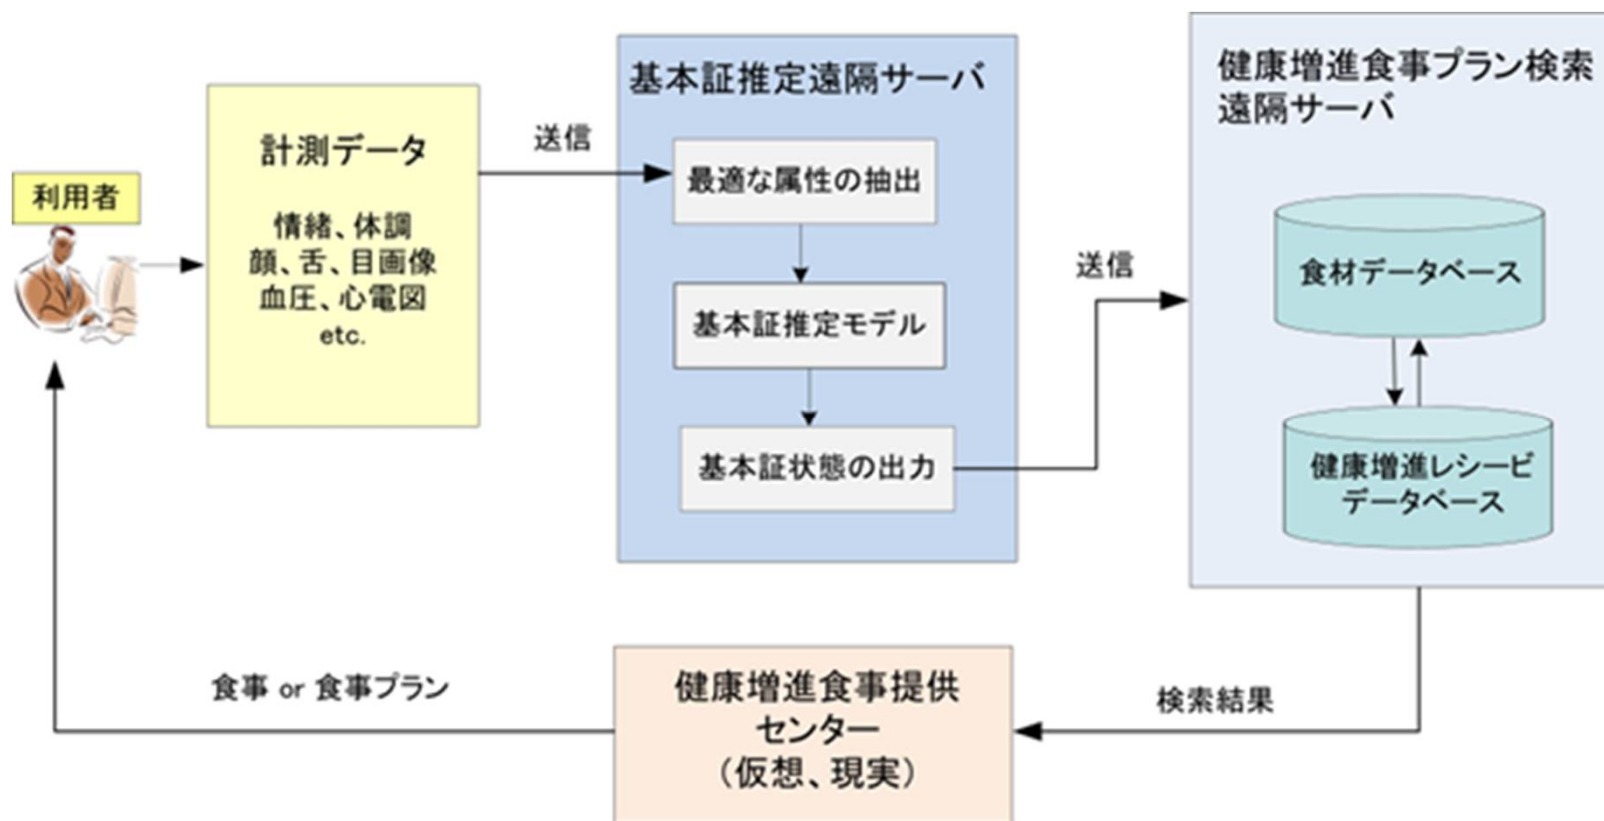 利用者
計測データ
情緒、体調
顔、舌、目画像
血圧、心電図
etc.
送信
基本証推定遠隔サーバ
最適な属性の抽出
基本証推定モデル
基本証状態の出力
送信
健康増進食事プラン検索
遠隔サーバ
食材データベース
健康増進レシービ
データベース
検索結果
健康増進食事提供
センター
（仮想、現実）
食事 or 食事プラン